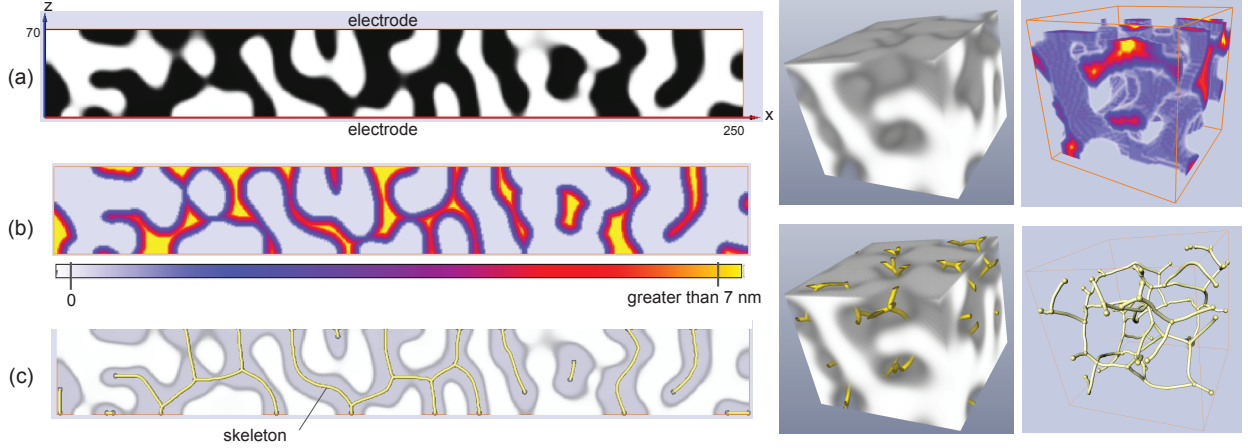 z
electrode
70
(a)
x
electrode
250
(b)
0
greater than 7 nm
(c)
skeleton